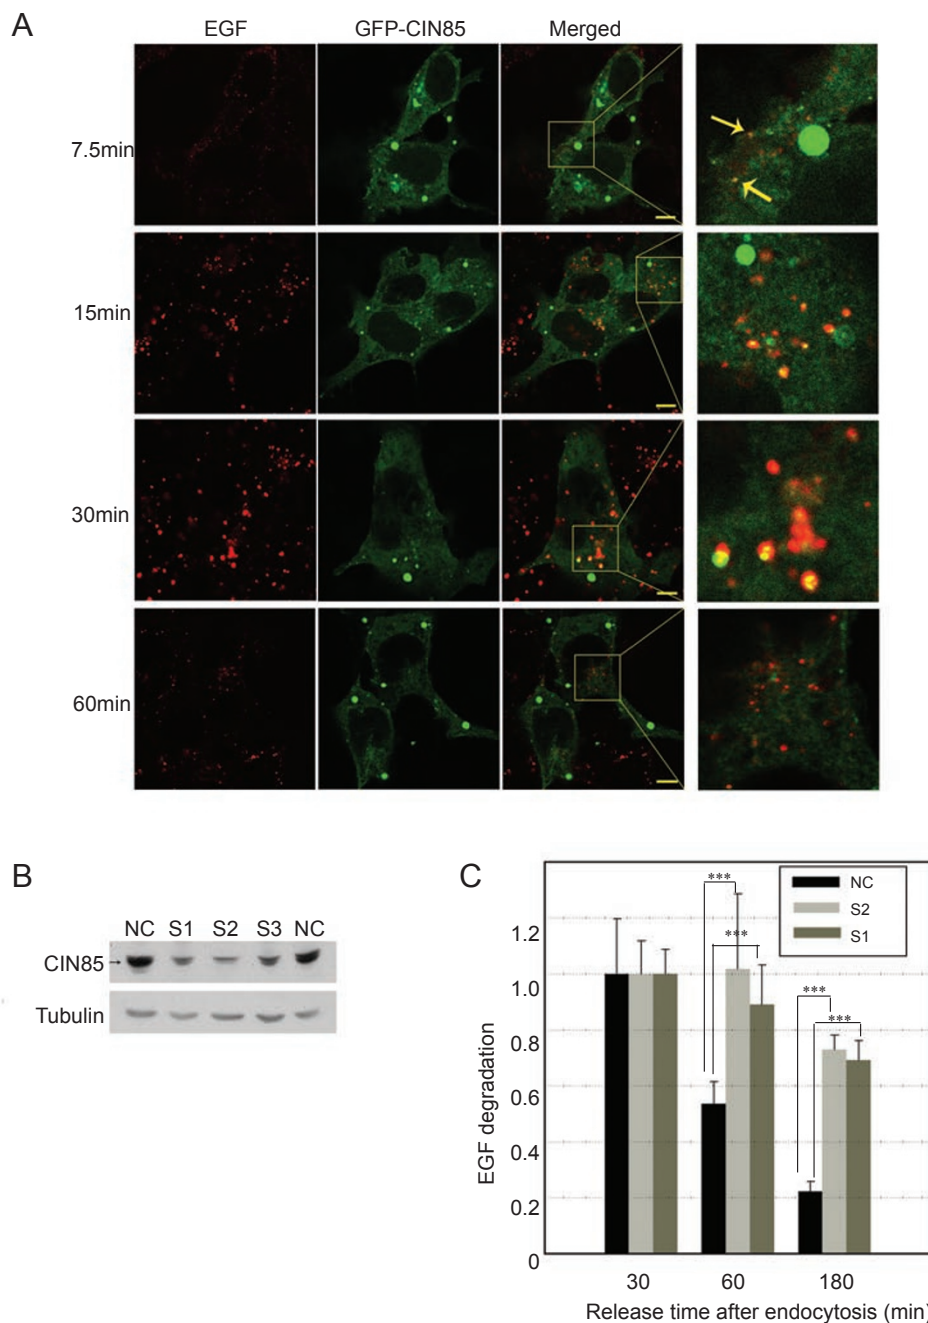 A
EGF GFP-CIN85 Merged
7.5min
15min
30min
60min
B
NC S1 S2 S3 NC
CIN85
Tubulin
C
NC
S2
S1
***
***
***
***
1.2
1.0
0.8
0.6
0.4
0.2
0
EGF degradation
30 60 180
Release time after endocytosis (min)